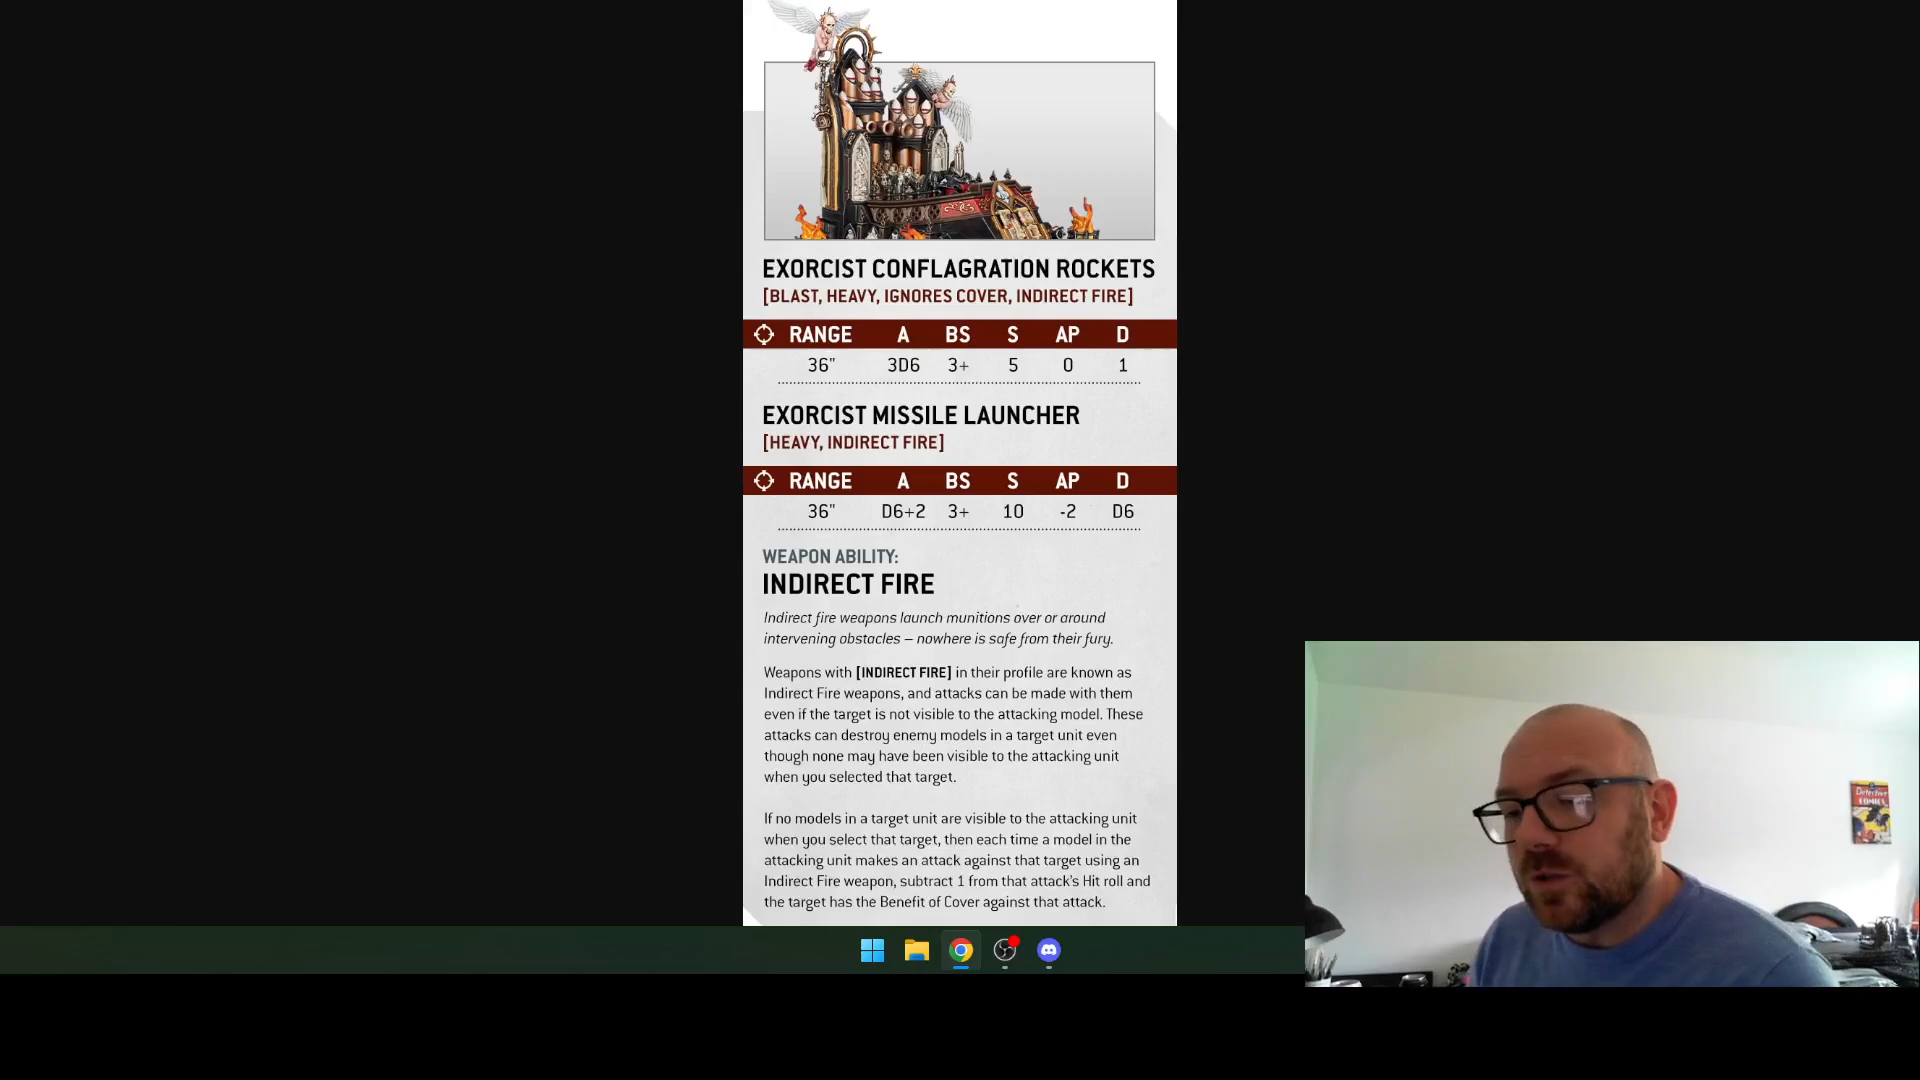 EXORCIST CONFLAGRATION ROCKETS
[BLAST, HEAVY, IGNORES COVER, INDIRECT FIRE]
RANGE A BS S AP D
36" 3D6 3+ 5 0 1
EXORCIST MISSILE LAUNCHER
[HEAVY, INDIRECT FIRE]
RANGE A BS S AP D
36" D6+2 3+ 10 -2 D6
WEAPON ABILITY:
INDIRECT FIRE
Indirect fire weapons launch munitions over or around
intervening obstacles – nowhere is safe from their fury.
Weapons with [INDIRECT FIRE] in their profile are known as
Indirect Fire weapons, and attacks can be made with them
even if the target is not visible to the attacking model. These
attacks can destroy enemy models in a target unit even
though none may have been visible to the attacking unit
when you selected that target.
If no models in a target unit are visible to the attacking unit
when you select that target, then each time a model in the
attacking unit makes an attack against that target using an
Indirect Fire weapon, subtract 1 from that attack's Hit roll and
the target has the Benefit of Cover against that attack.
Detective
COMICS